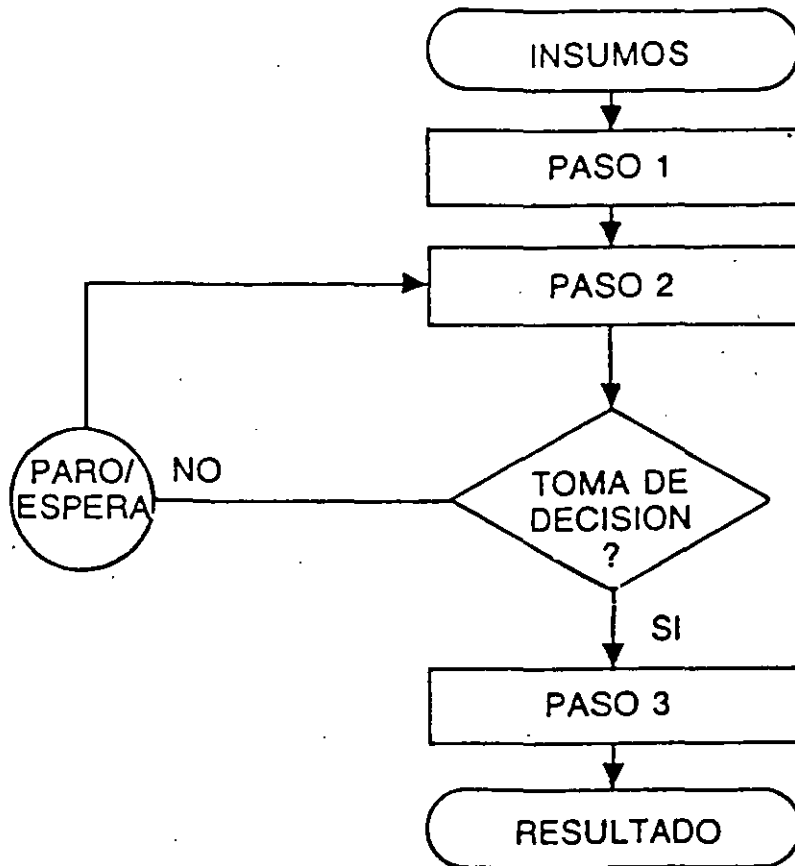 INSUMOS
PASO 1
PASO 2
PARO/
ESPERA
NO
TOMA DE
DECISION
?
SI
PASO 3
RESULTADO